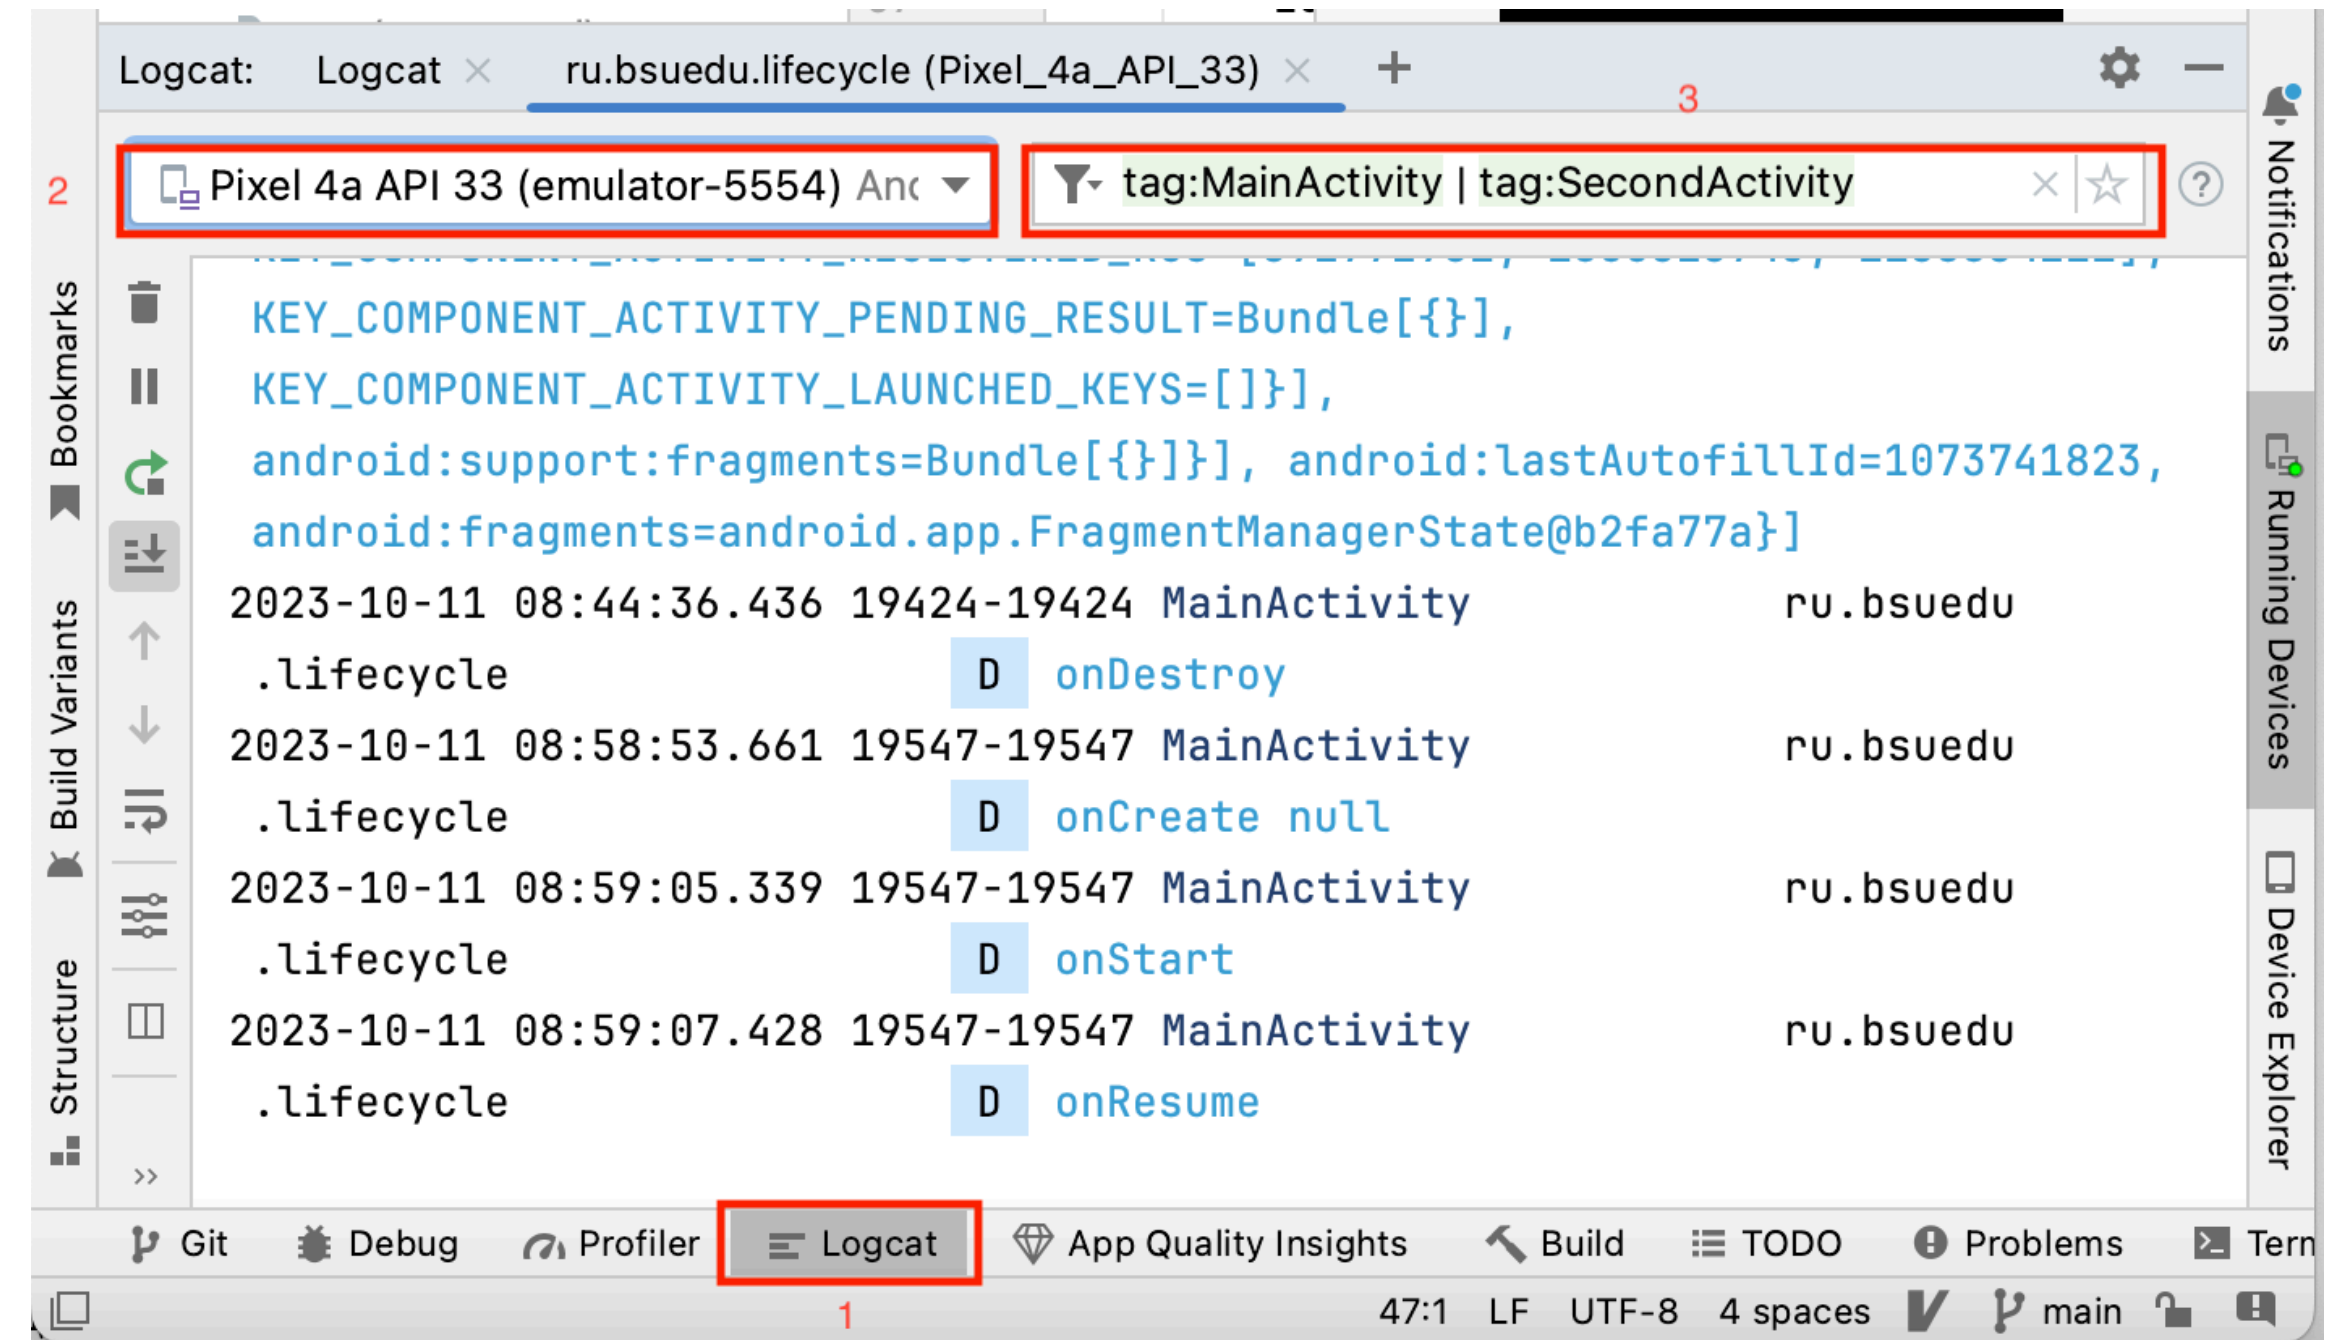 Logcat: Logcat ru.bsuedu.lifecycle (Pixel_4a_API_33)
3
2
Pixel 4a API 33 (emulator-5554) Anc
tag:MainActivity | tag:SecondActivity
KEY_COMPONENT_ACTIVITY_PENDING_RESULT=Bundle[{}],
KEY_COMPONENT_ACTIVITY_LAUNCHED_KEYS=[]}],
android:support:fragments=Bundle[{}]}], android:lastAutofillId=1073741823,
android:fragments=android.app.FragmentManagerState@b2fa77a}]
2023-10-11 08:44:36.436 19424-19424 MainActivity ru.bsuedu
.lifecycle D onDestroy
2023-10-11 08:58:53.661 19547-19547 MainActivity ru.bsuedu
.lifecycle D onCreate null
2023-10-11 08:59:05.339 19547-19547 MainActivity ru.bsuedu
.lifecycle D onStart
2023-10-11 08:59:07.428 19547-19547 MainActivity ru.bsuedu
.lifecycle D onResume
Bookmarks
Build Variants
Structure
Notifications
Running Devices
Device Explorer
Git Debug Profiler Logcat App Quality Insights Build TODO Problems Term
1
47:1 LF UTF-8 4 spaces main